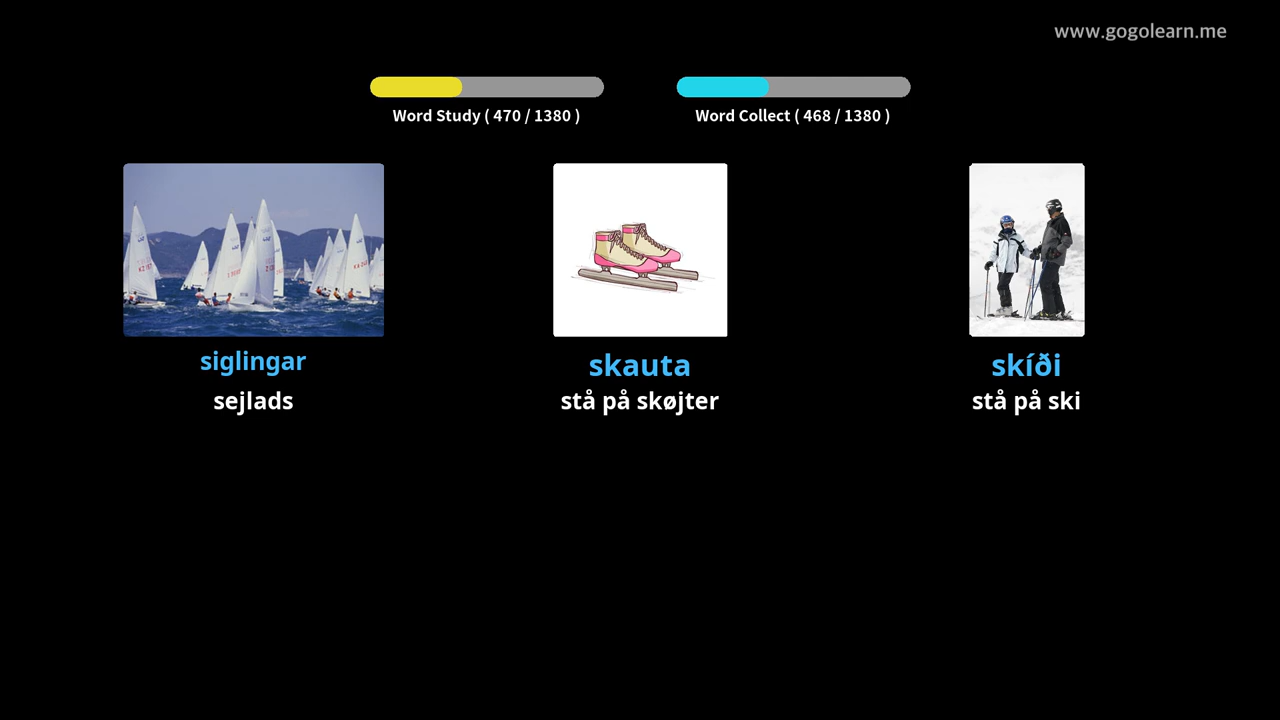 www.gogolearn.me
Word Study ( 470 / 1380 )
Word Collect ( 468 / 1380 )
siglingar
skauta
skíði
sejlads
stå på skøjter
stå på ski